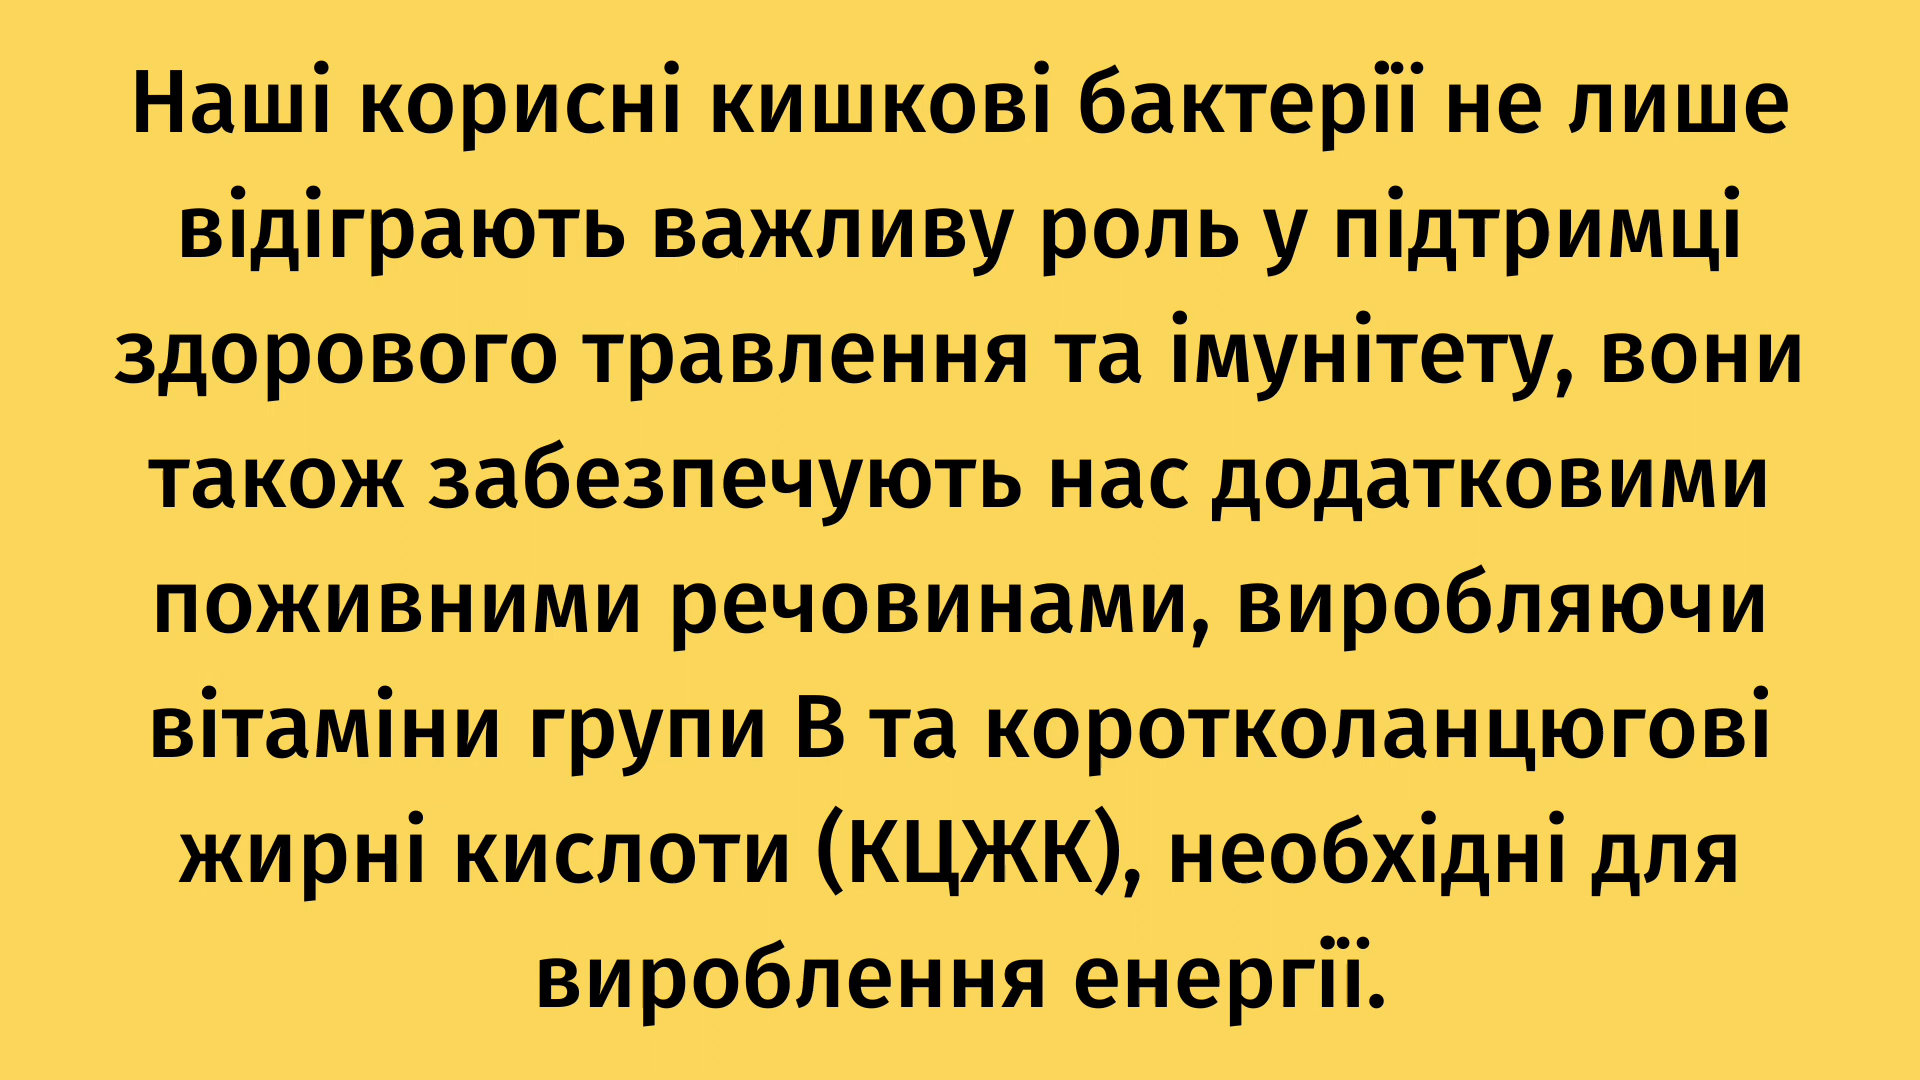 Наші корисні кишкові бактерії не лише
відіграють важливу роль у підтримці
здорового травлення та імунітету, вони
також забезпечують нас додатковими
поживними речовинами, виробляючи
вітаміни групи В та коротколанцюгові
жирні кислоти (КЦЖК), необхідні для
вироблення енергії.